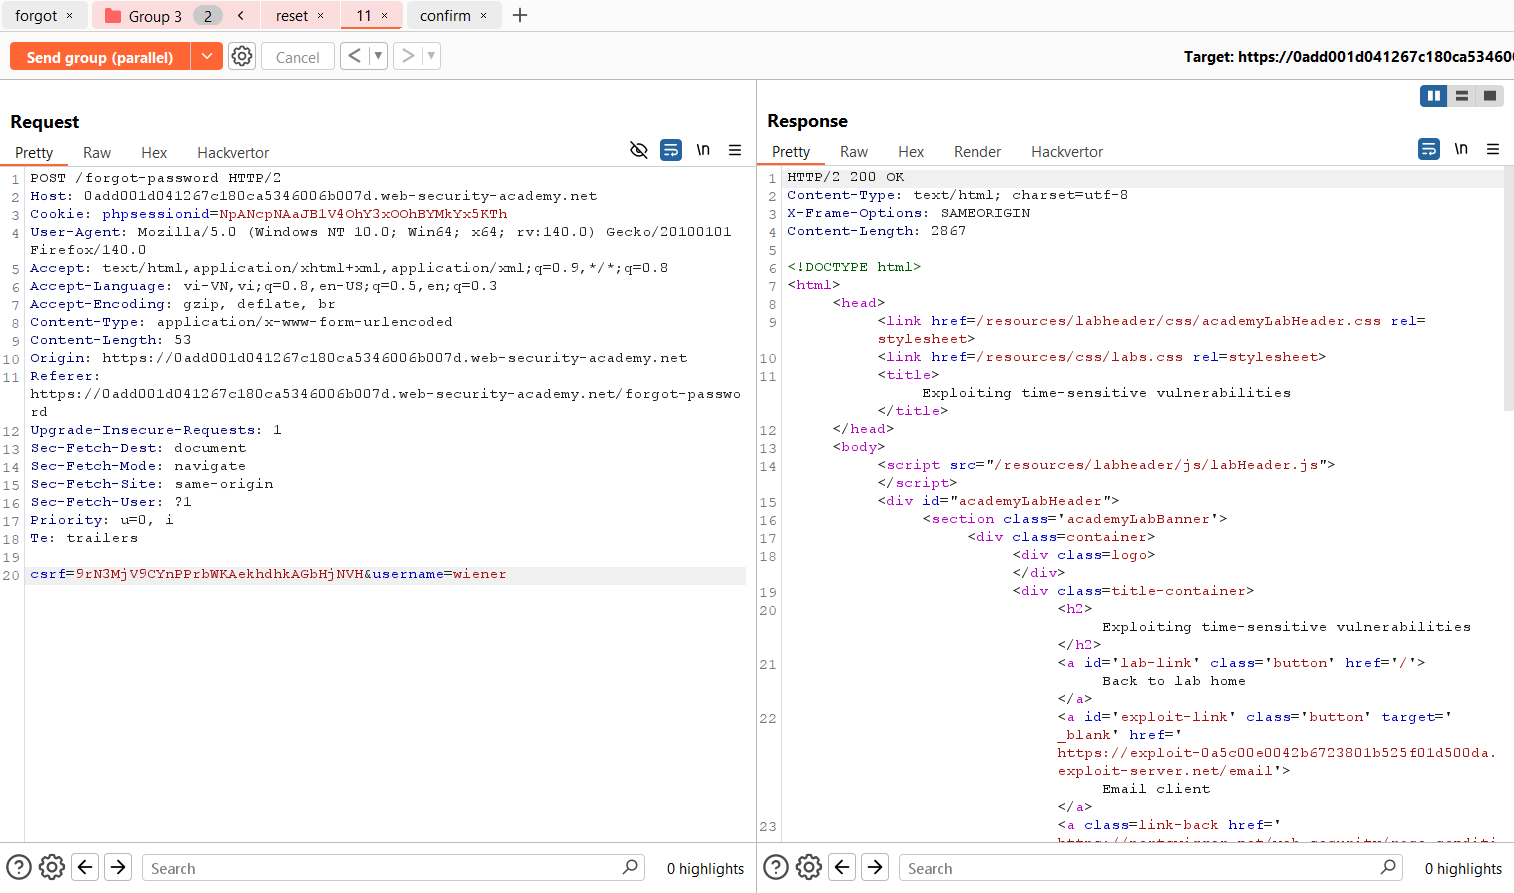 forgot ×
Group 3 2 <
reset ×
11 ×
confirm ×
+
Send group (parallel)
Cancel
< ▼
> ▼
Target: https://0add001d041267c180ca534600
Request
Pretty Raw Hex Hackvertor
\n
1 POST /forgot-password HTTP/2
2 Host: 0add001d041267c180ca5346006b007d.web-security-academy.net
3 Cookie: phpsessionid=NpANcpNAaJB1V4OhY3xOOhBYMkYx5KTh
4 User-Agent: Mozilla/5.0 (Windows NT 10.0; Win64; x64; rv:140.0) Gecko/20100101
Firefox/140.0
5 Accept: text/html,application/xhtml+xml,application/xml;q=0.9,*/*;q=0.8
6 Accept-Language: vi-VN,vi;q=0.8,en-US;q=0.5,en;q=0.3
7 Accept-Encoding: gzip, deflate, br
8 Content-Type: application/x-www-form-urlencoded
9 Content-Length: 53
10 Origin: https://0add001d041267c180ca5346006b007d.web-security-academy.net
11 Referer:
https://0add001d041267c180ca5346006b007d.web-security-academy.net/forgot-passwo
rd
12 Upgrade-Insecure-Requests: 1
13 Sec-Fetch-Dest: document
14 Sec-Fetch-Mode: navigate
15 Sec-Fetch-Site: same-origin
16 Sec-Fetch-User: ?1
17 Priority: u=0, i
18 Te: trailers
19
20 csrf=9rN3MjV9CYnPPrbWKAekhdhkAGbHjNVH&username=wiener
Search
0 highlights
Response
Pretty Raw Hex Render Hackvertor
\n
1 HTTP/2 200 OK
2 Content-Type: text/html; charset=utf-8
3 X-Frame-Options: SAMEORIGIN
4 Content-Length: 2867
5
6 <!DOCTYPE html>
7 <html>
8 <head>
9 <link href=/resources/labheader/css/academyLabHeader.css rel=
stylesheet>
10 <link href=/resources/css/labs.css rel=stylesheet>
11 <title>
Exploiting time-sensitive vulnerabilities
</title>
12 </head>
13 <body>
14 <script src="/resources/labheader/js/labHeader.js">
</script>
15 <div id="academyLabHeader">
16 <section class='academyLabBanner'>
17 <div class=container>
18 <div class=logo>
</div>
19 <div class=title-container>
20 <h2>
Exploiting time-sensitive vulnerabilities
</h2>
21 <a id='lab-link' class='button' href='/'>
Back to lab home
</a>
22 <a id='exploit-link' class='button' target='
_blank' href='
https://exploit-0a5c00e0042b6723801b525f01d500da.
exploit-server.net/email'>
Email client
</a>
23 <a class=link-back href='
Search
0 highlights